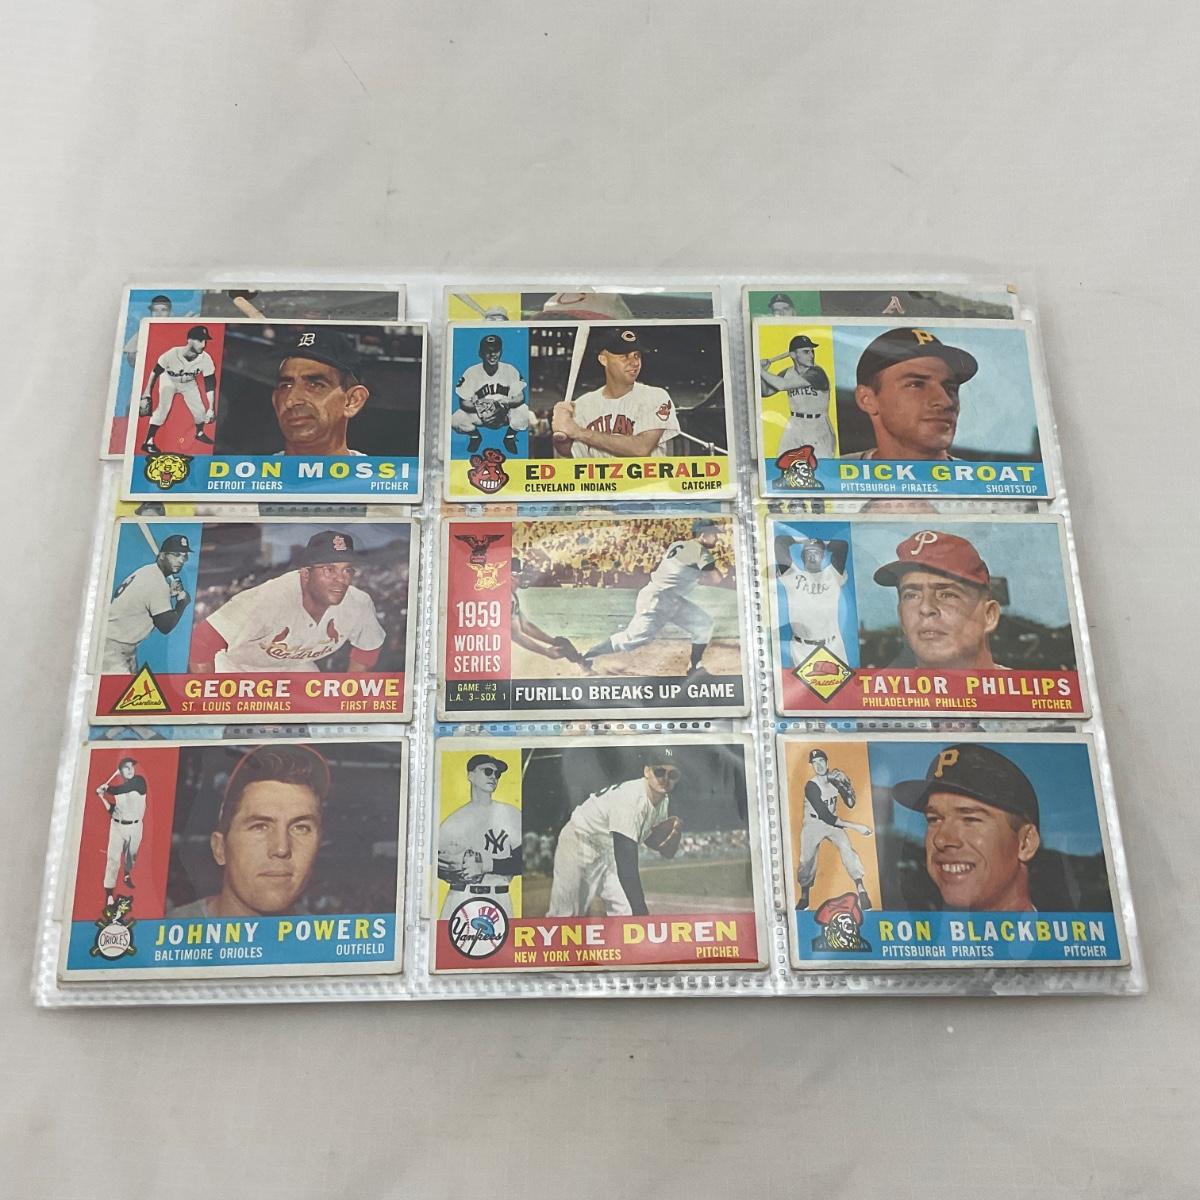 DON MOSSI
DETROIT TIGERS PITCHER
ED FITZGERALD
CLEVELAND INDIANS CATCHER
DICK GROAT
PITTSBURGH PIRATES SHORTSTOP
GEORGE CROWE
ST. LOUIS CARDINALS FIRST BASE
1959
WORLD
SERIES
GAME #3
L.A. 3-SOX 1
FURILLO BREAKS UP GAME
TAYLOR PHILLIPS
PHILADELPHIA PHILLIES PITCHER
JOHNNY POWERS
BALTIMORE ORIOLES OUTFIELD
ORIOLES
RYNE DUREN
NEW YORK YANKEES PITCHER
Yankees
RON BLACKBURN
PITTSBURGH PIRATES PITCHER